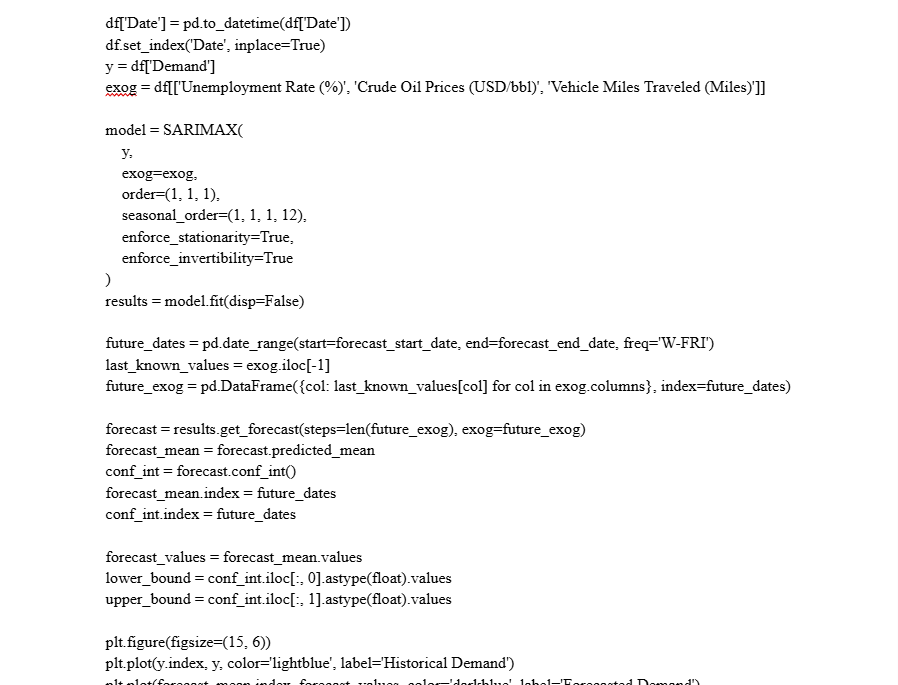 df['Date'] = pd.to_datetime(df['Date'])
df.set_index('Date', inplace=True)
y = df['Demand']
exog = df[['Unemployment Rate (%)', 'Crude Oil Prices (USD/bbl)', 'Vehicle Miles Traveled (Miles)']]
model = SARIMAX(
y,
exog=exog,
order=(1, 1, 1),
seasonal_order=(1, 1, 1, 12),
enforce_stationarity=True,
enforce_invertibility=True
)
results = model.fit(disp=False)
future_dates = pd.date_range(start=forecast_start_date, end=forecast_end_date, freq='W-FRI')
last_known_values = exog.iloc[-1]
future_exog = pd.DataFrame({col: last_known_values[col] for col in exog.columns}, index=future_dates)
forecast = results.get_forecast(steps=len(future_exog), exog=future_exog)
forecast_mean = forecast.predicted_mean
conf_int = forecast.conf_int()
forecast_mean.index = future_dates
conf_int.index = future_dates
forecast_values = forecast_mean.values
lower_bound = conf_int.iloc[:, 0].astype(float).values
upper_bound = conf_int.iloc[:, 1].astype(float).values
plt.figure(figsize=(15, 6))
plt.plot(y.index, y, color='lightblue', label='Historical Demand')
plt.plot(forecast_mean.index, forecast_values, color='darkblue', label='Forecasted Demand')